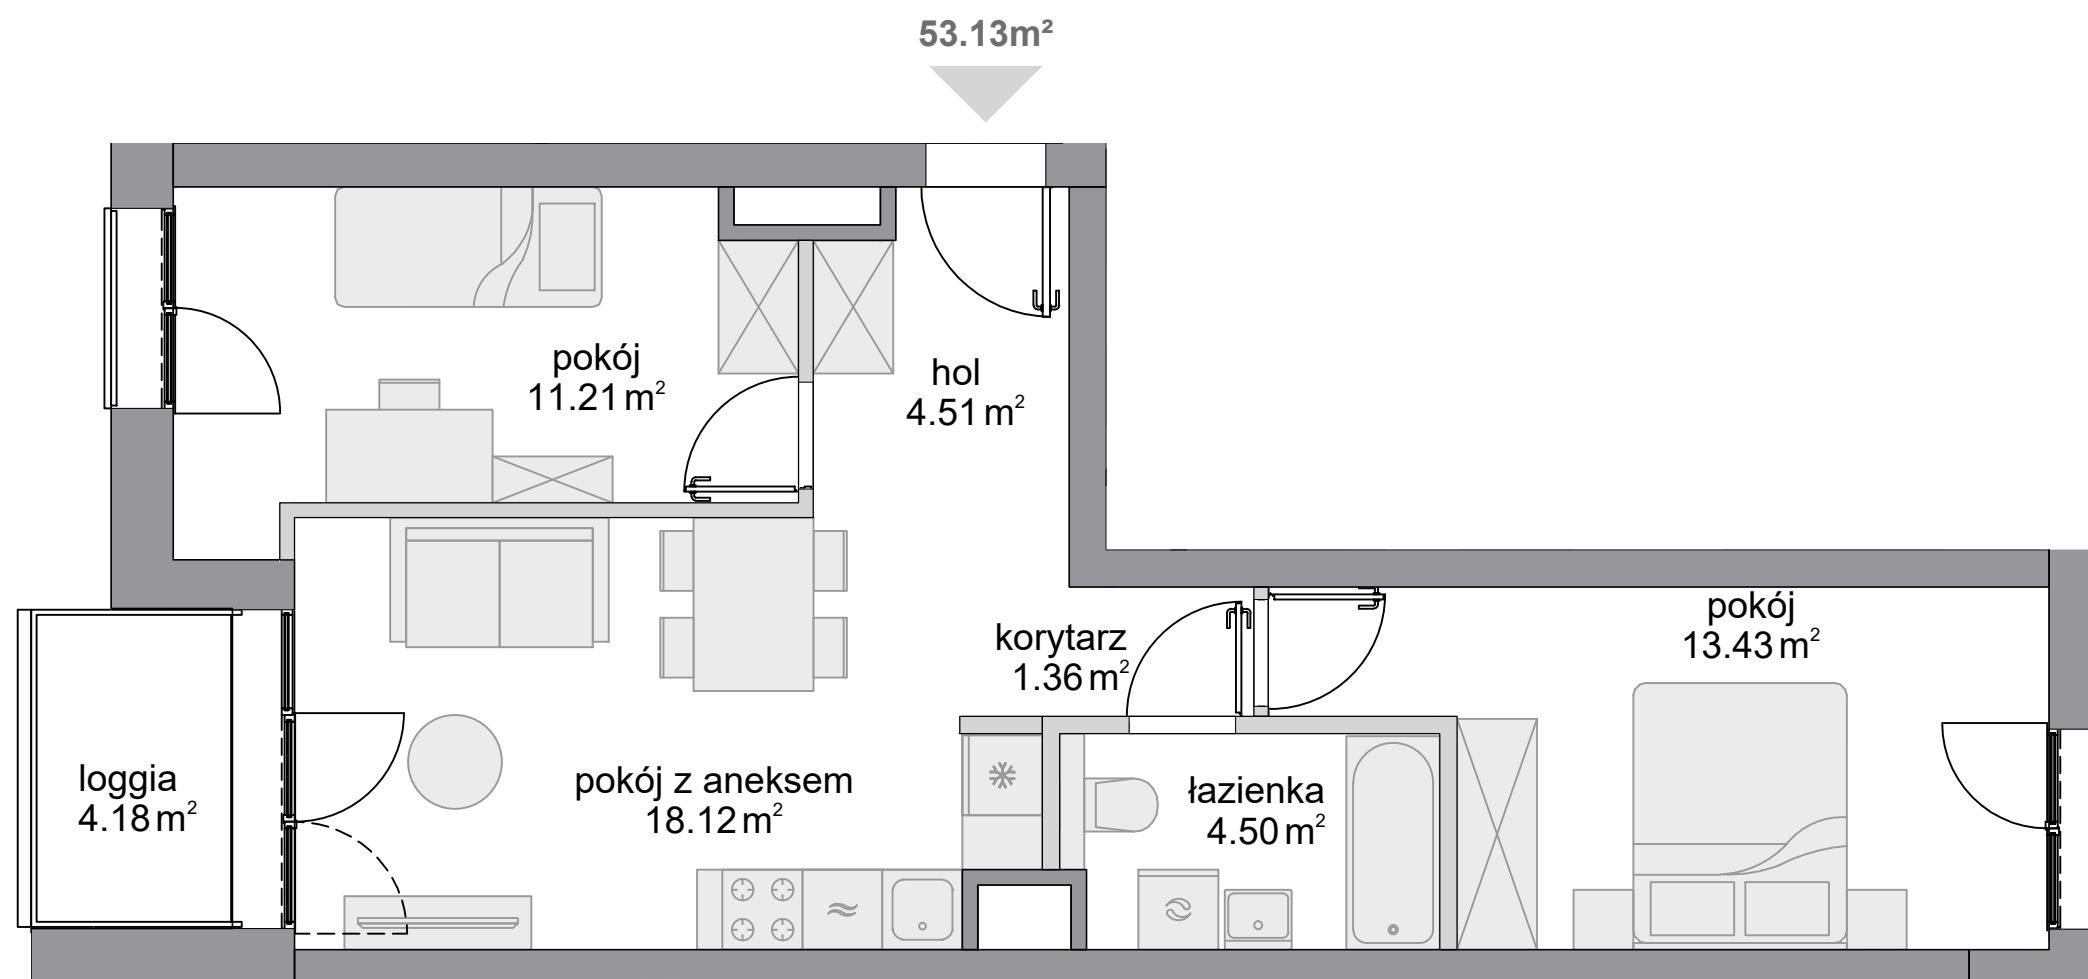 53.13m²
pokój
11.21 m²
hol
4.51 m²
korytarz
1.36 m²
pokój
13.43 m²
loggia
4.18 m²
pokój z aneksem
18.12 m²
łazienka
4.50 m²